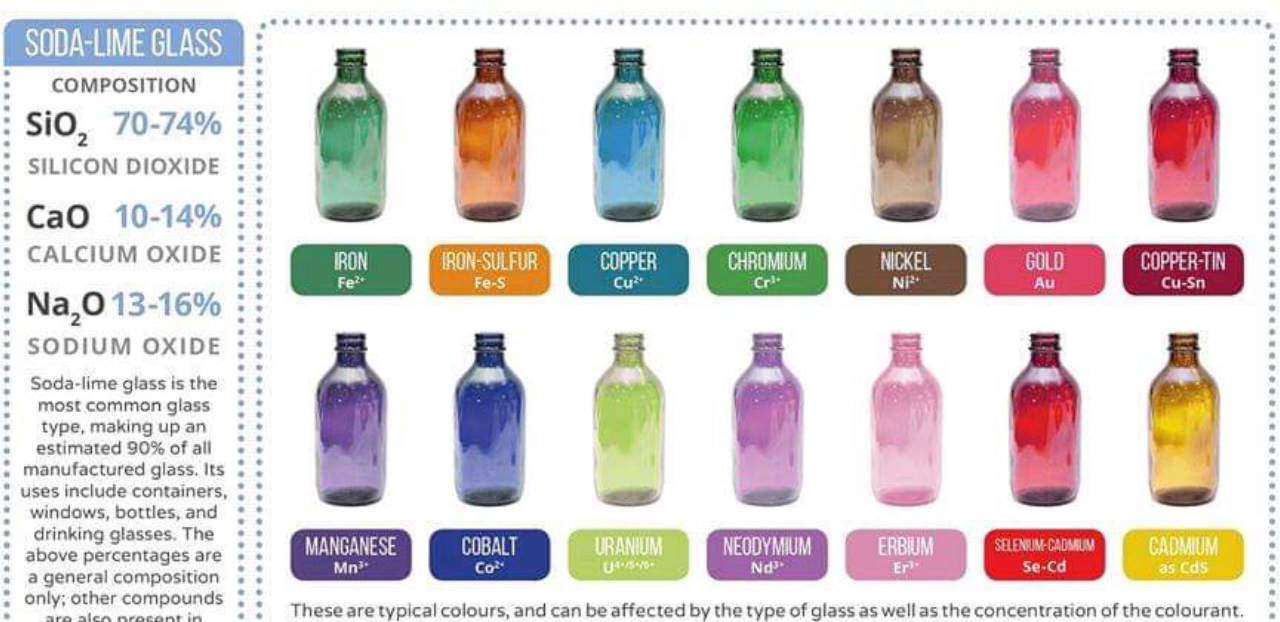 SODA-LIME GLASS
COMPOSITION
SiO₂ 70-74%
SILICON DIOXIDE
CaO 10-14%
CALCIUM OXIDE
Na₂O 13-16%
SODIUM OXIDE
Soda-lime glass is the
most common glass
type, making up an
estimated 90% of all
manufactured glass. Its
uses include containers,
windows, bottles, and
drinking glasses. The
above percentages are
a general composition
only; other compounds
are also present in
IRON
Fe²⁺
IRON-SULFUR
Fe-S
COPPER
Cu²⁺
CHROMIUM
Cr³⁺
NICKEL
Ni²⁺
GOLD
Au
COPPER-TIN
Cu-Sn
MANGANESE
Mn³⁺
COBALT
Co²⁺
URANIUM
U⁴⁺/⁵⁺/⁶⁺
NEODYMIUM
Nd³⁺
ERBIUM
Er³⁺
SELENIUM-CADMIUM
Se-Cd
CADMIUM
as CdS
These are typical colours, and can be affected by the type of glass as well as the concentration of the colourant.